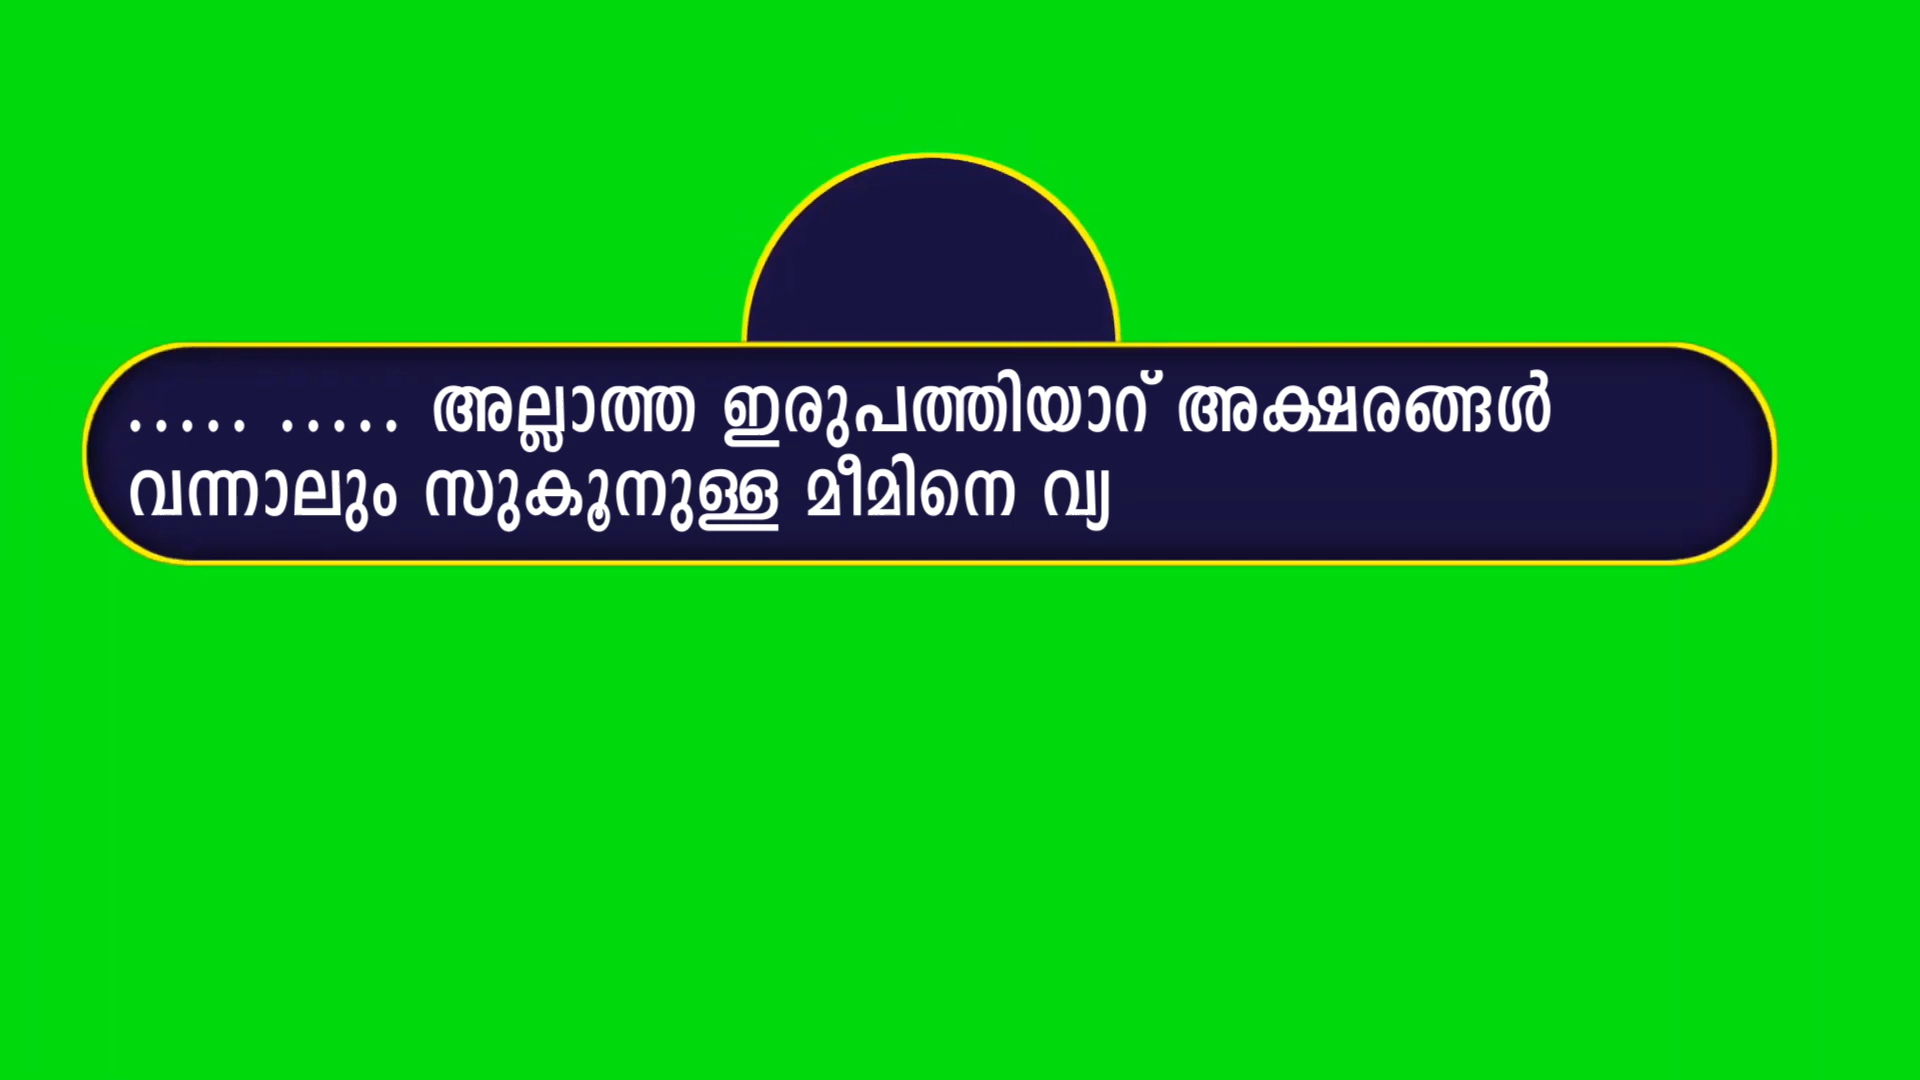 ..... ..... അല്ലാത്ത ഇരുപത്തിയാറ് അക്ഷരങ്ങൾ
വന്നാലും സുകൂനുള്ള മീമിനെ വ്യ